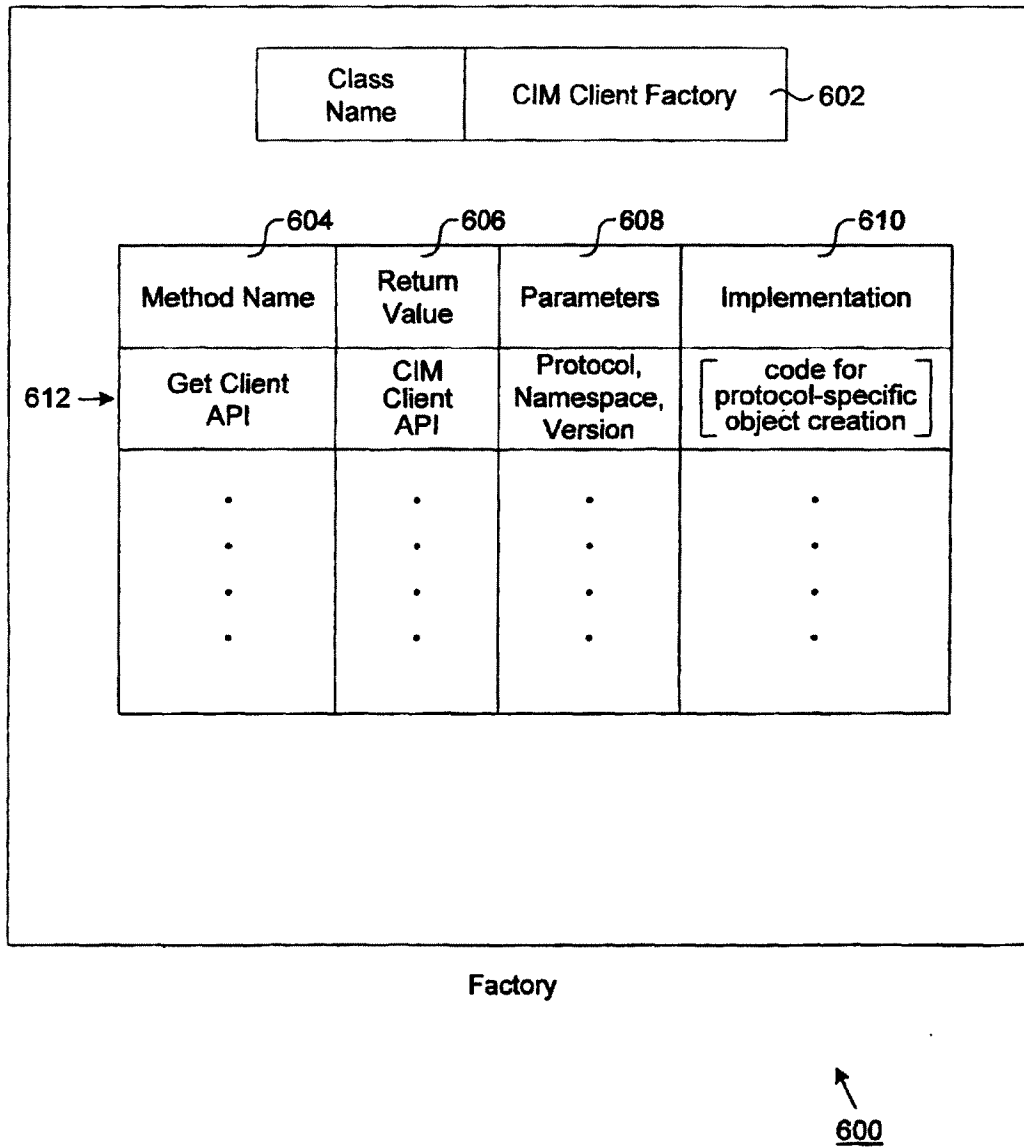 Class
Name
CIM Client Factory
602
604
606
608
610
Method Name
Return
Value
Parameters
Implementation
612
Get Client
API
CIM
Client
API
Protocol,
Namespace,
Version
code for
protocol-specific
object creation
Factory
600